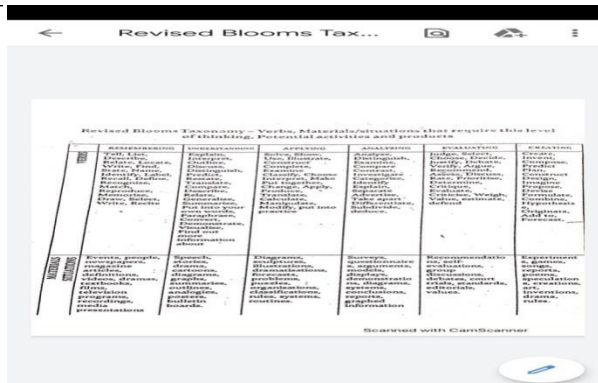 Revised Blooms Tax...
Revised Blooms Taxonomy – Verbs, Materials/situations that require this level
of thinking, Potential activities and products
REMEMBERING
Tell, List,
Describe,
Relate, Locate,
Write, Find,
State, Name,
Identify, Label,
Recall, Define,
Recognise,
Match,
Reproduce,
Memorise,
Draw, Select,
Write, Recite
UNDERSTANDING
Explain,
Interpret,
Outline,
Discuss,
Distinguish,
Predict,
Restate,
Translate,
Compare,
Describe,
Relate,
Generalise,
Summarise,
Put into your
own words,
Paraphrase,
Convert,
Demonstrate,
Visualise,
Find out
more
information
about
APPLYING
Solve, Show,
Use, Illustrate,
Construct
Complete,
Examine
Classify, Choose
Interpret, Make
Put together,
Change, Apply,
Produce,
Translate,
Calculate,
Manipulate,
Modify, put into
practice
ANALYZING
Analyse,
Distinguish,
Examine,
Compare
Contrast,
Investigate
Categorise,
Identify
Explain,
Separate
Advertise,
Take apart
Differentiate,
Subdivide,
deduce,
EVALUATING
Judge, Select,
Choose, Decide,
Justify, Debate,
Verify, Argue,
Recommend,
Assess, Discuss,
Rate, Prioritise,
Determine,
Critique,
Evaluate,
Criticise, Weigh,
Value, estimate,
defend
CREATING
Create,
Invent,
Compose,
Predict
Plan,
Construct
Design,
Imagine,
Propose,
Devise,
Formulate,
Combine,
Hypothesis
e,
Originate,
Add to,
Forecast,
Events, people,
newspapers,
magazine
articles,
definitions,
videos, dramas,
textbooks,
films,
television
programs,
recordings,
media
presentations
Speech,
stories,
drama,
cartoons,
diagrams,
graphs,
summaries,
outlines,
analogies,
posters,
bulletin
boards.
Diagrams,
sculptures,
illustrations,
dramatisations,
forecasts,
problems,
puzzles,
organisations,
classifications,
rules, systems,
routines.
Surveys,
questionnaire
s, arguments,
models,
displays,
demonstratio
ns, diagrams,
systems,
conclusions,
reports,
graphed
information
Recommendatio
ns, self-
evaluations,
group
discussions,
debates, court
trials, standards,
editorials,
values.
Experiment
s, games,
songs,
reports,
poems,
speculation
s, creations,
art,
inventions,
drama,
rules.
Scanned with CamScanner